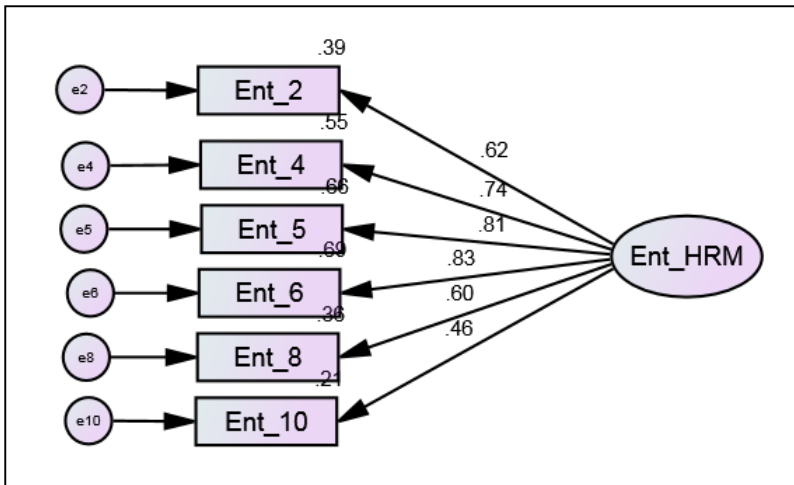 .39
e2
Ent_2
.62
.55
e4
Ent_4
.74
.66
e5
Ent_5
.81
.69
e6
Ent_6
.83
.36
e8
Ent_8
.60
.21
e10
Ent_10
.46
Ent_HRM